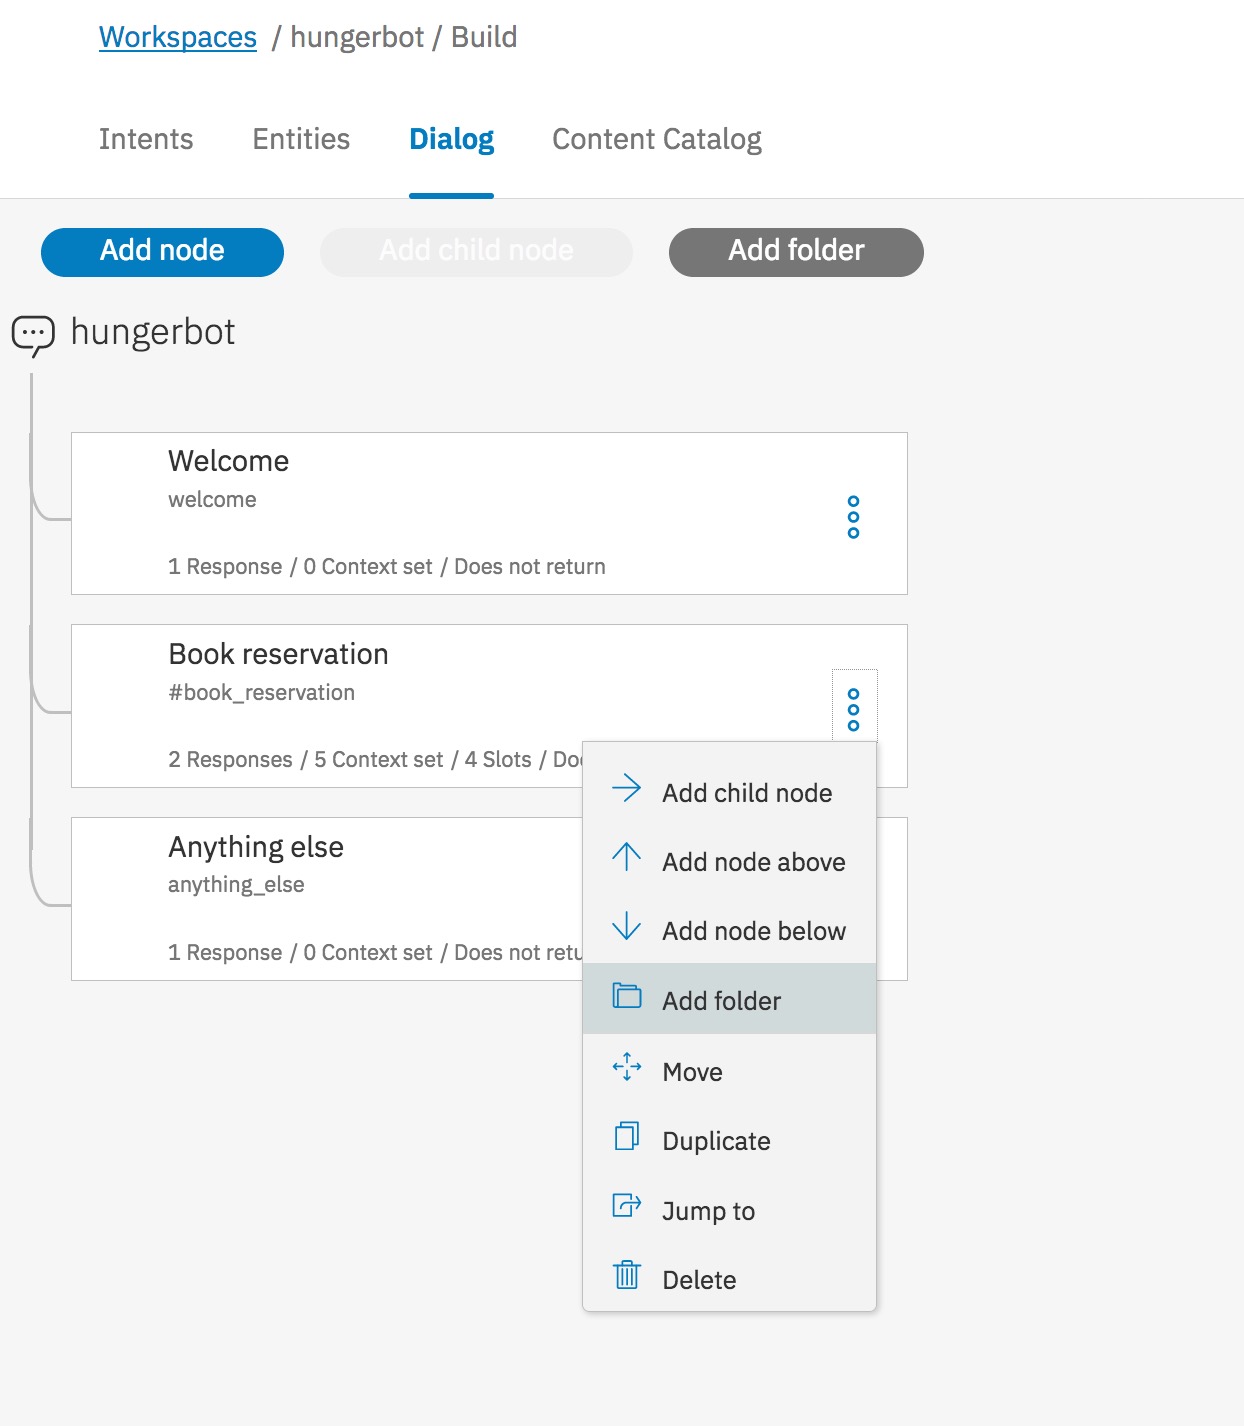 Workspaces / hungerbot / Build
Intents Entities Dialog Content Catalog
Add node Add child node Add folder
hungerbot
Welcome
welcome
1 Response / 0 Context set / Does not return
Book reservation
#book_reservation
2 Responses / 5 Context set / 4 Slots / Do
Add child node
Anything else
Add node above
anything_else
Add node below
1 Response / 0 Context set / Does not retu
Add folder
Move
Duplicate
Jump to
Delete